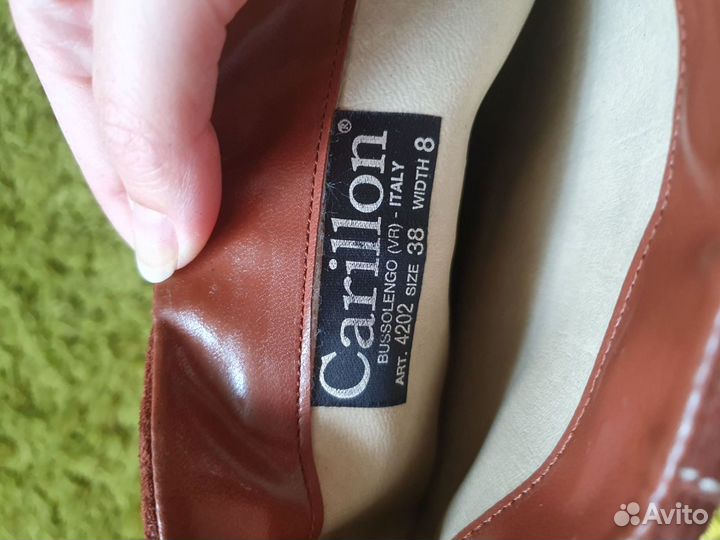 Carillon®
BUSSOLENGO (VR) - ITALY
ART. 4202 SIZE 38 WIDTH 8
Avito